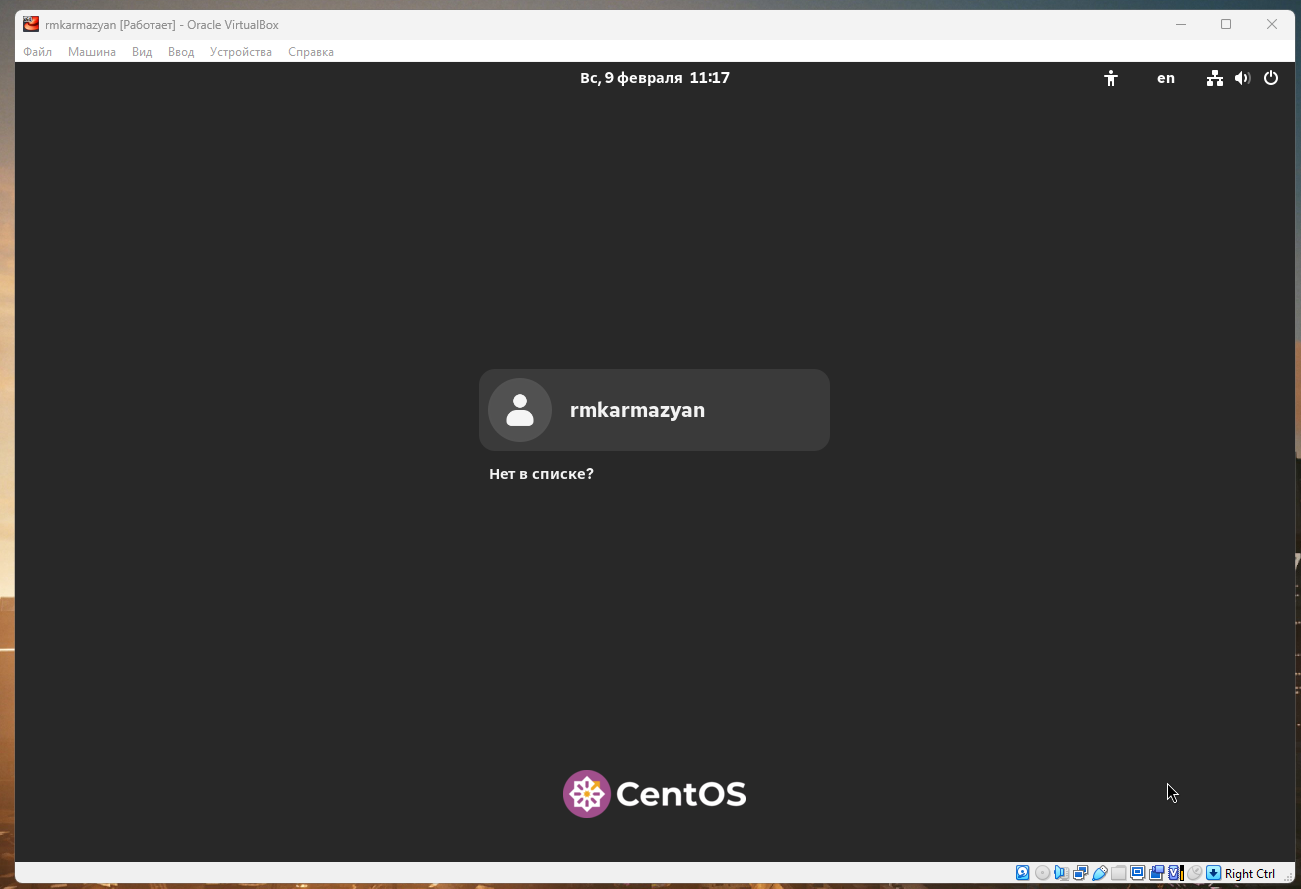 rmkarmazyan [Работает] - Oracle VirtualBox
Файл Машина Вид Ввод Устройства Справка
Вс, 9 февраля 11:17
en
rmkarmazyan
Нет в списке?
CentOS
Right Ctrl